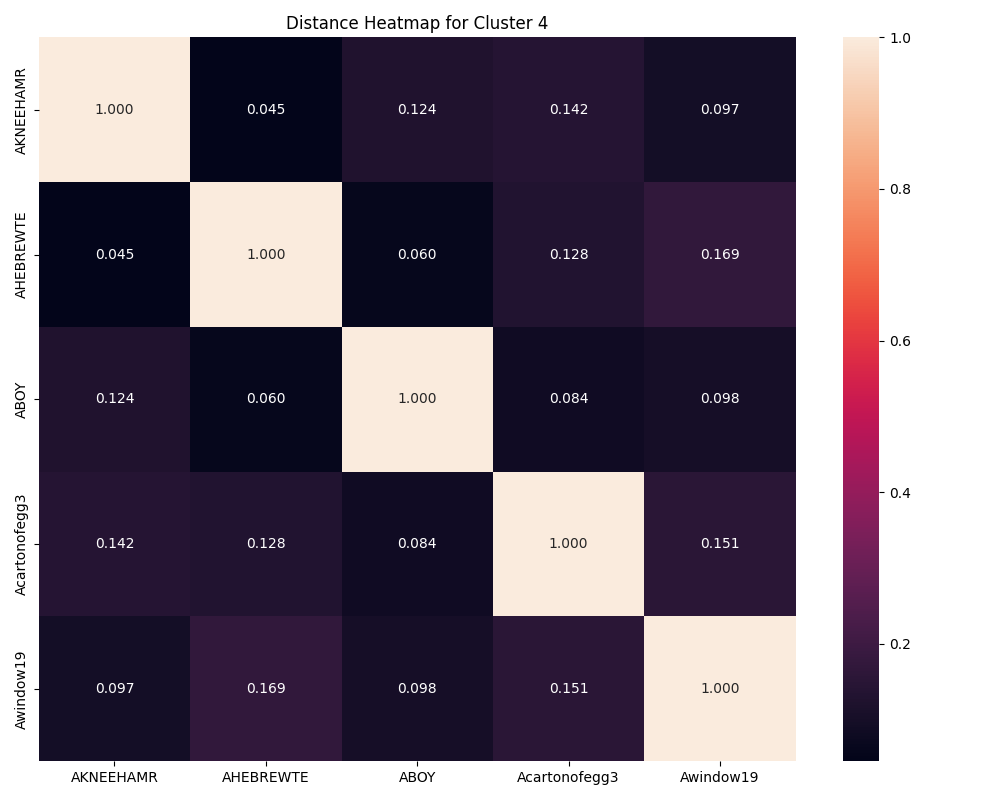 Distance Heatmap for Cluster 4
AKNEEHAMR 1.000 0.045 0.124 0.142 0.097
AHEBREWTE 0.045 1.000 0.060 0.128 0.169
ABOY 0.124 0.060 1.000 0.084 0.098
Acartonofegg3 0.142 0.128 0.084 1.000 0.151
Awindow19 0.097 0.169 0.098 0.151 1.000
AKNEEHAMR AHEBREWTE ABOY Acartonofegg3 Awindow19
1.0
0.8
0.6
0.4
0.2